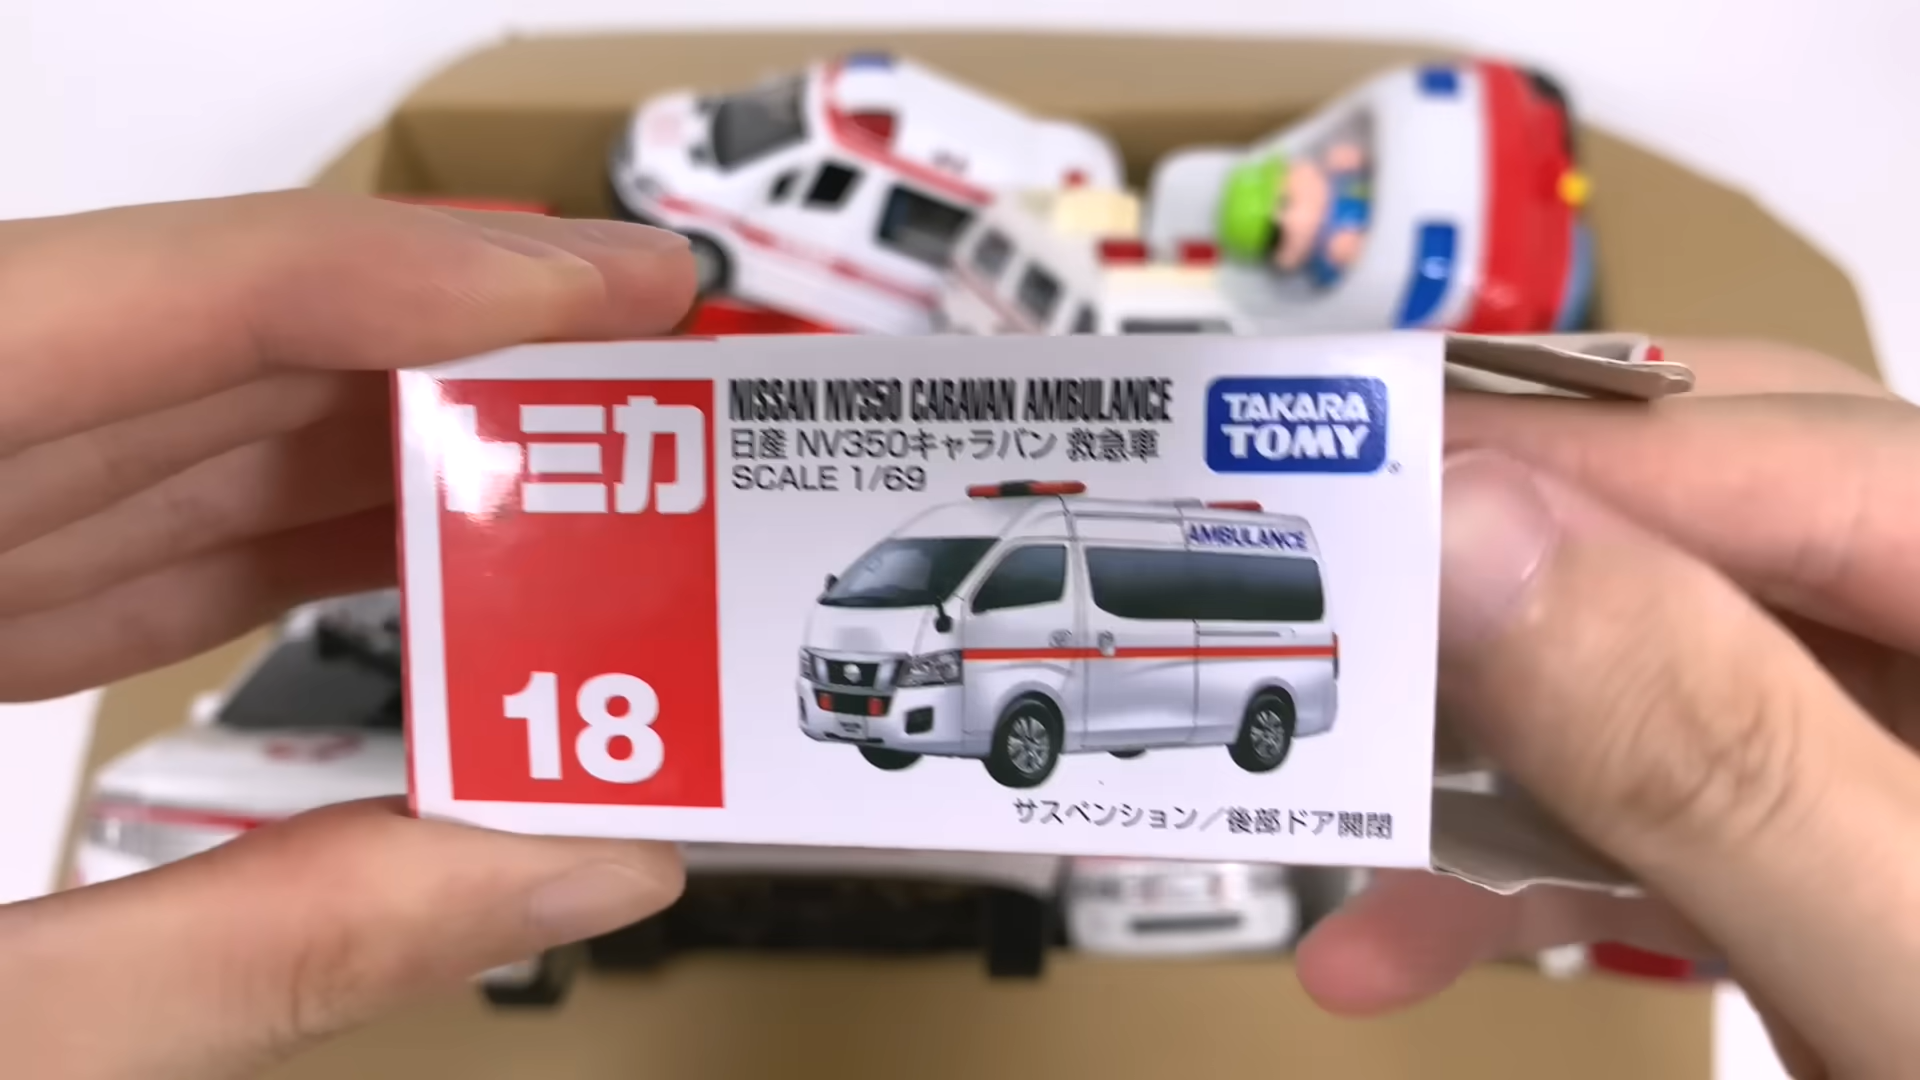 トミカ
18
NISSAN NV350 CARAVAN AMBULANCE
日産 NV350キャラバン 救急車
SCALE 1/69
TAKARA
TOMY
AMBULANCE
サスペンション/後部ドア開閉